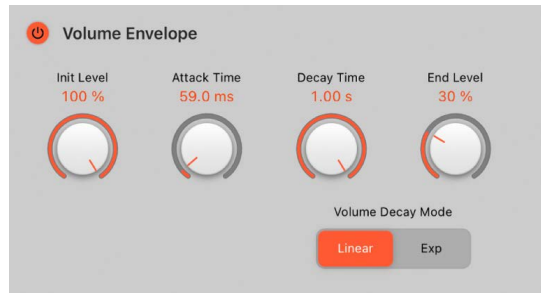 Volume Envelope
Init Level
100 %
Attack Time
59.0 ms
Decay Time
1.00 s
End Level
30 %
Volume Decay Mode
Linear
Exp